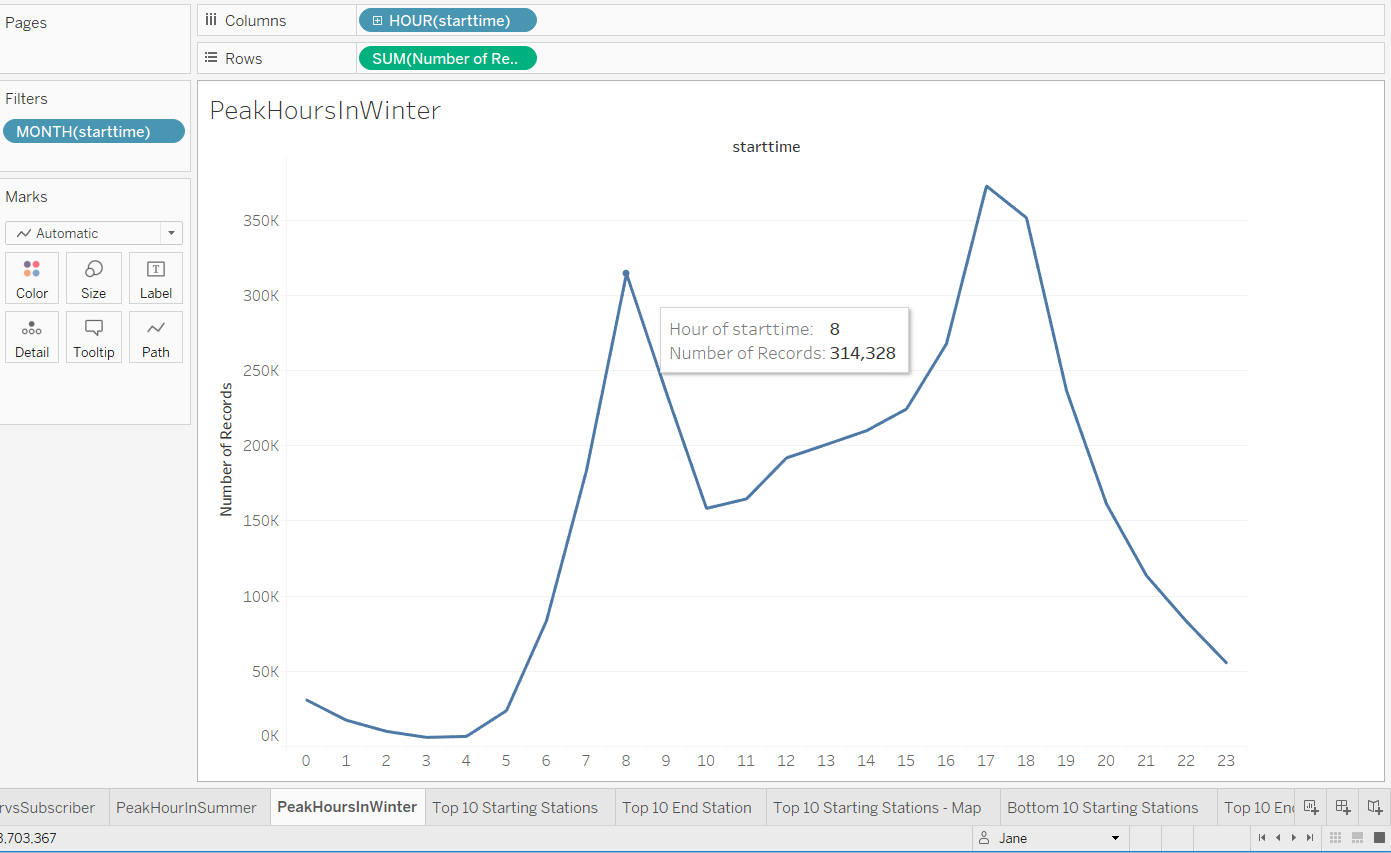 Pages
Columns
HOUR(starttime)
Rows
SUM(Number of Re..
Filters
MONTH(starttime)
Marks
Automatic
Color
Size
Label
Detail
Tooltip
Path
PeakHoursInWinter
starttime
350K
300K
250K
200K
150K
100K
50K
0K
Number of Records
Hour of starttime: 8
Number of Records: 314,328
0 1 2 3 4 5 6 7 8 9 10 11 12 13 14 15 16 17 18 19 20 21 22 23
rvsSubscriber
PeakHourInSummer
PeakHoursInWinter
Top 10 Starting Stations
Top 10 End Station
Top 10 Starting Stations - Map
Bottom 10 Starting Stations
Top 10 En
3,703,367
Jane